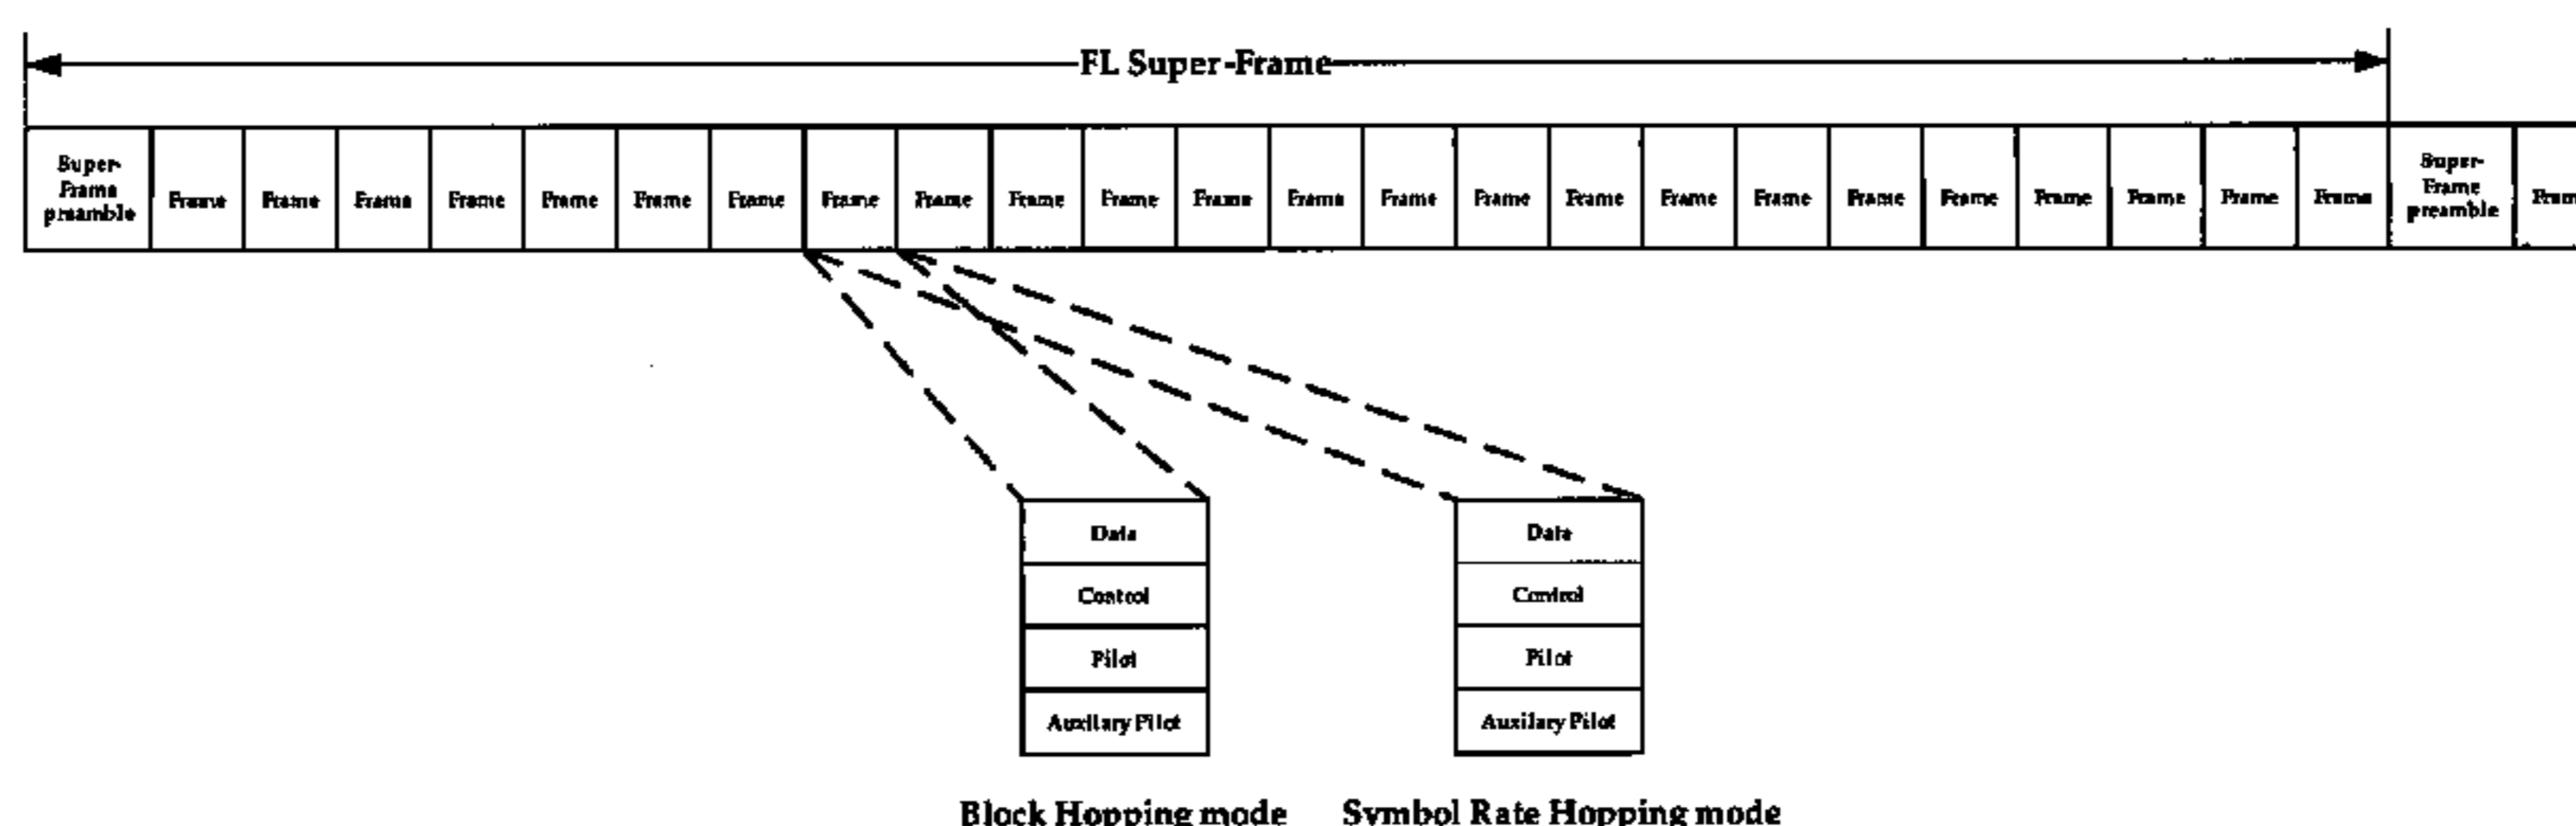 FL Super-Frame
Super-
Frame
preamble
Frame Frame Frame Frame Frame Frame Frame Frame Frame Frame Frame Frame Frame Frame Frame Frame Frame Frame Frame Frame Frame Frame Frame Frame
Super-
Frame
preamble
Data
Control
Pilot
Auxilary Pilot
Block Hopping mode
Data
Control
Pilot
Auxilary Pilot
Symbol Rate Hopping mode